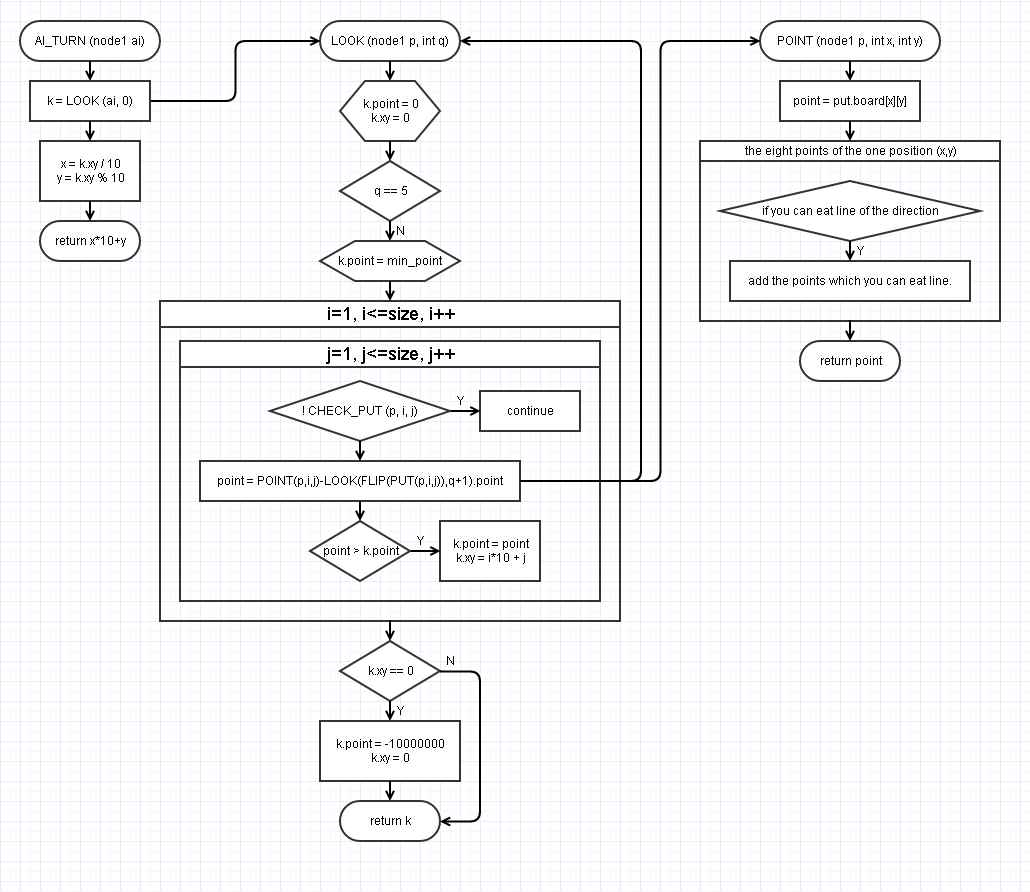 AI_TURN (node1 ai)
k = LOOK (ai, 0)
x = k.xy / 10
y = k.xy % 10
return x*10+y
LOOK (node1 p, int q)
k.point = 0
k.xy = 0
q == 5
N
k.point = min_point
i=1, i<=size, i++
j=1, j<=size, j++
! CHECK_PUT (p, i, j)
Y
continue
point = POINT(p,i,j)-LOOK(FLIP(PUT(p,i,j)),q+1).point
point > k.point
Y
k.point = point
k.xy = i*10 + j
k.xy == 0
N
Y
k.point = -10000000
k.xy = 0
return k
POINT (node1 p, int x, int y)
point = put.board[x][y]
the eight points of the one position (x,y)
if you can eat line of the direction
Y
add the points which you can eat line.
return point